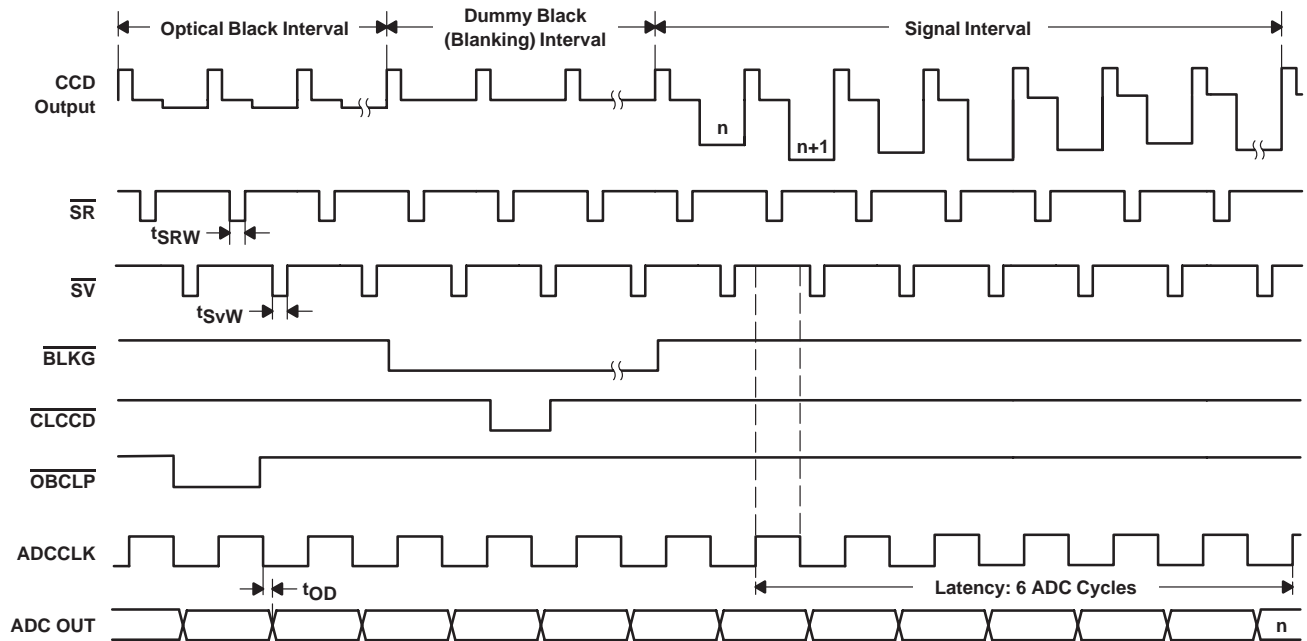 Optical Black Interval
Dummy Black
(Blanking) Interval
Signal Interval
CCD
Output
n
n+1
SR
tSRW
SV
tSvW
BLKG
CLCCD
OBCLP
ADCCLK
tOD
Latency: 6 ADC Cycles
ADC OUT
n